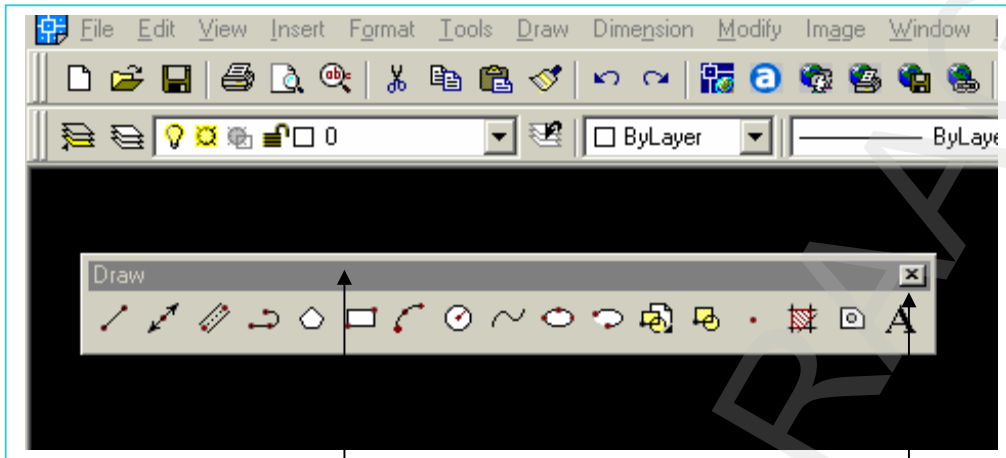 File Edit View Insert Format Tools Draw Dimension Modify Image Window
0 ByLayer ByLaye
Draw
A